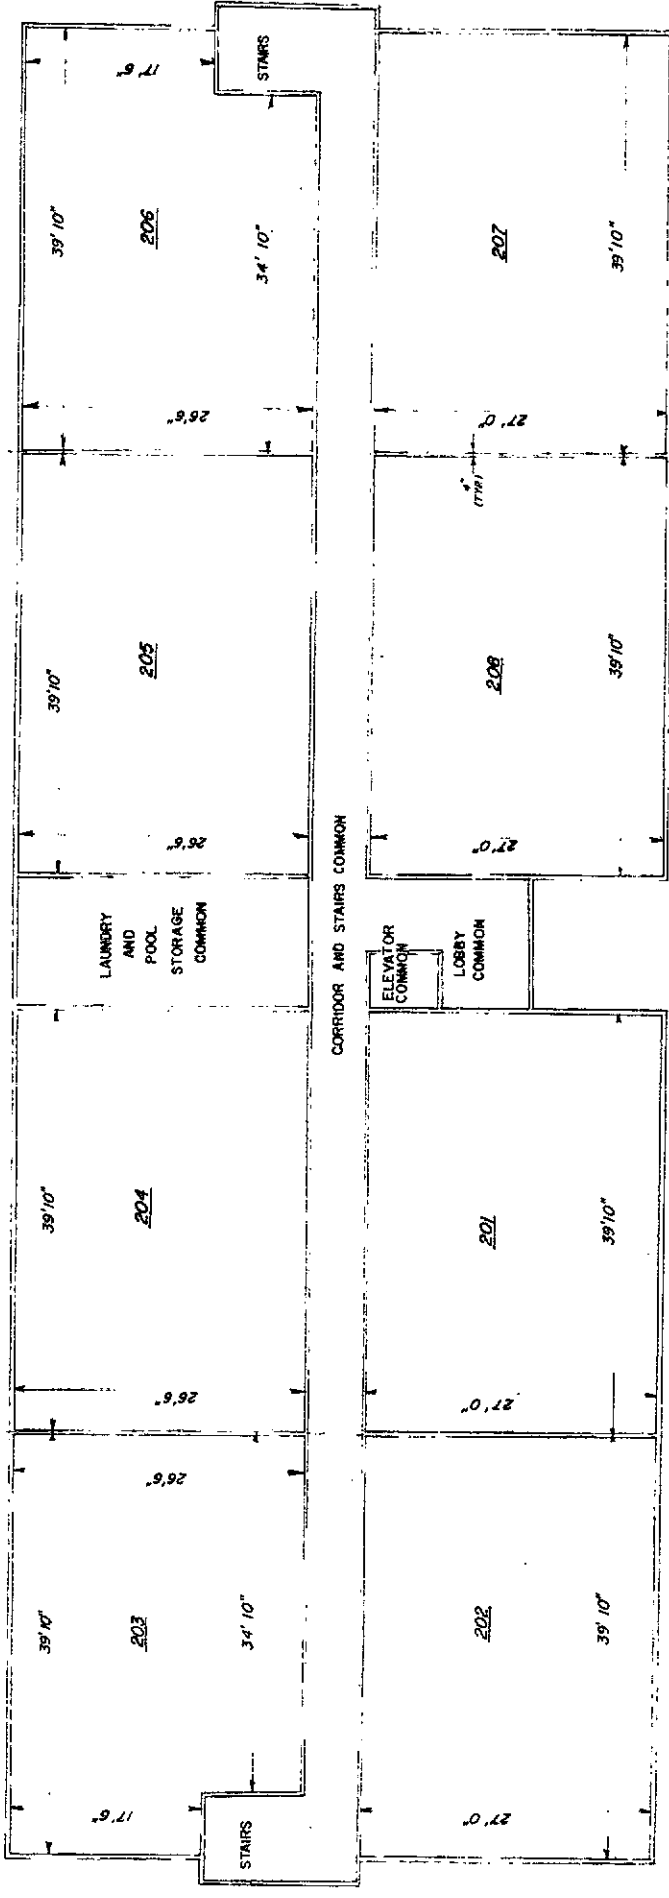 39'10"
203
34' 10"
26'6"
17'6"
STAIRS
39'10"
204
26'6"
LAUNDRY
AND
POOL
STORAGE
COMMON
39'10"
205
26'6"
39'10"
206
34' 10"
26'6"
17'6"
STAIRS
CORRIDOR AND STAIRS COMMON
27'0"
202
39' 10"
27'0"
201
39'10"
ELEVATOR
COMMON
LOBBY
COMMON
27'0"
208
39'10"
4"
(TYP.)
27'0"
207
39'10"